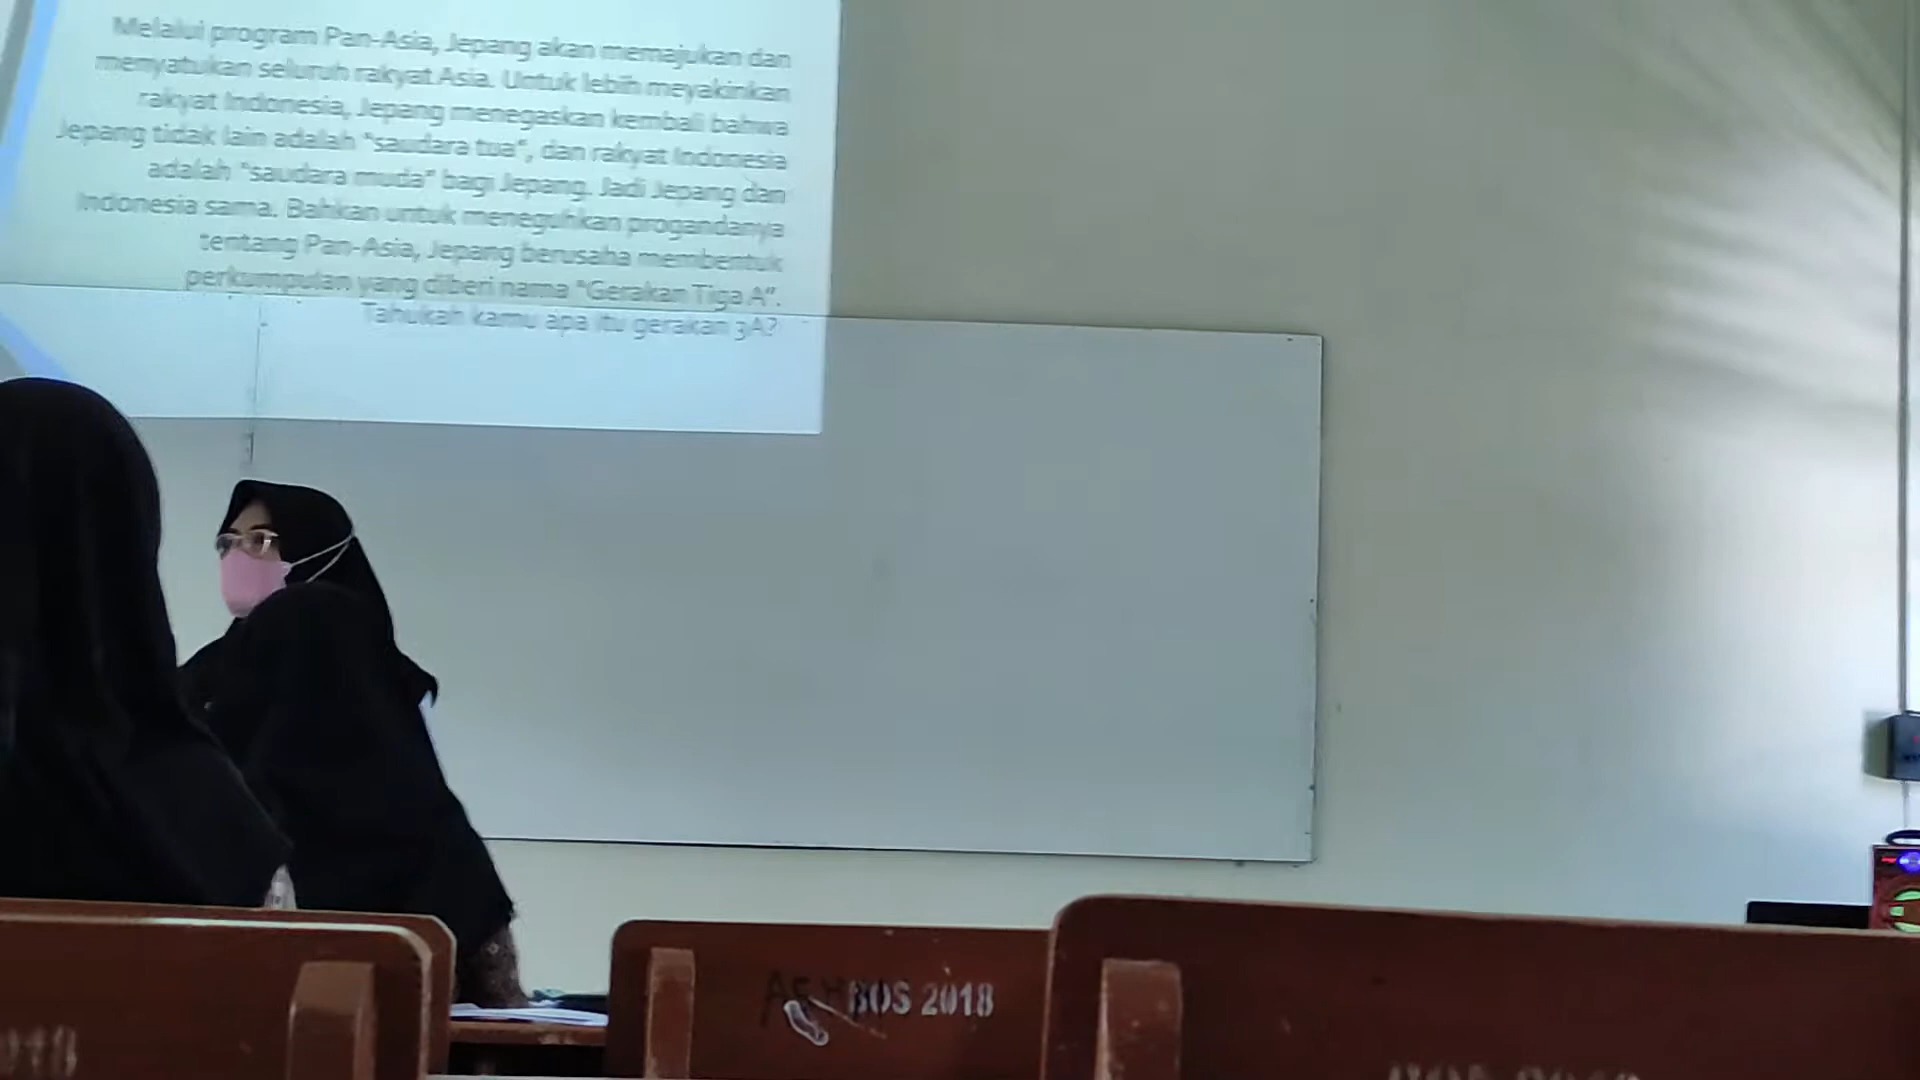 Melalui program Pan-Asia, Jepang akan memajukan dan
menyatukan seluruh rakyat Asia. Untuk lebih meyakinkan
rakyat Indonesia, Jepang menegaskan kembali bahwa
Jepang tidak lain adalah "saudara tua", dan rakyat Indonesia
adalah "saudara muda" bagi Jepang. Jadi Jepang dan
Indonesia sama. Bahkan untuk meneguhkan progandanya
tentang Pan-Asia, Jepang berusaha membentuk
perkumpulan yang diberi nama "Gerakan Tiga A".
Tahukah kamu apa itu gerakan 3A?
BOS 2018